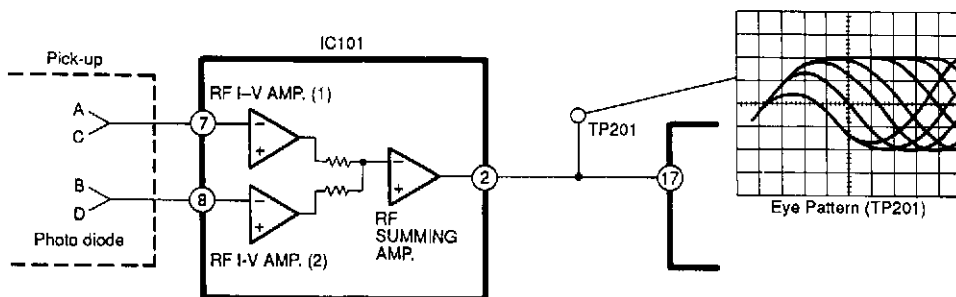 IC101
Pick-up
RF I–V AMP. (1)
A
C
7
−
+
TP201
−
+
2
17
B
D
8
−
+
Photo diode
RF I-V AMP. (2)
RF
SUMMING
AMP.
Eye Pattern (TP201)